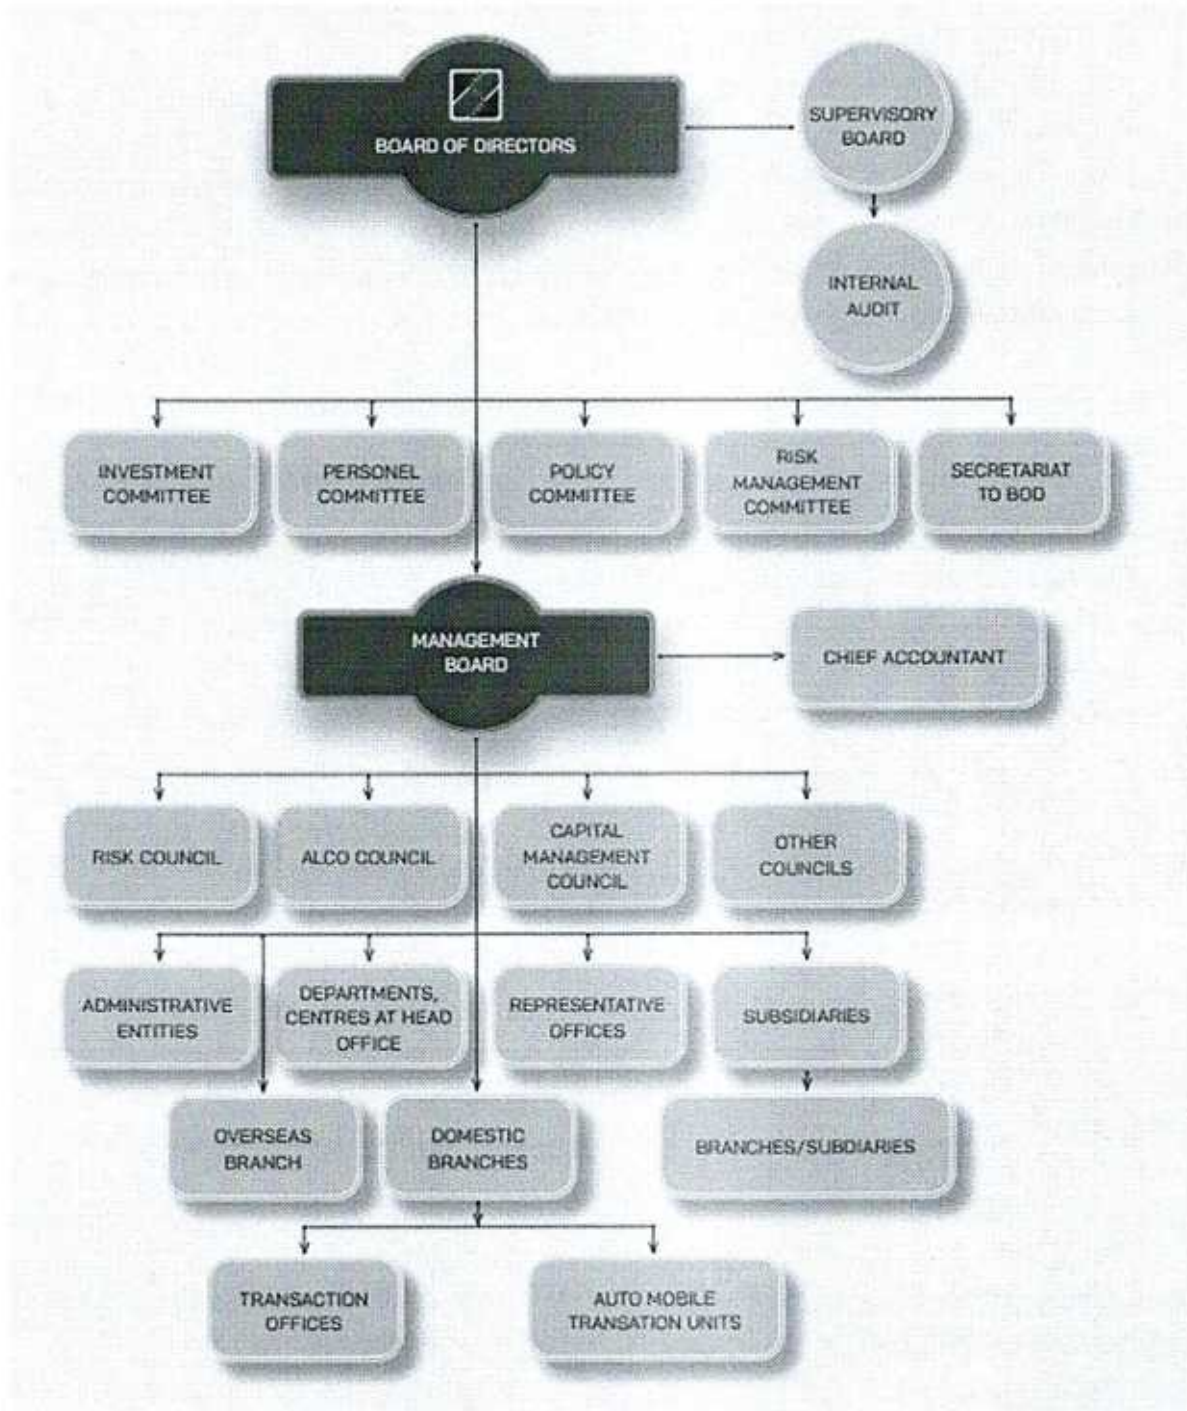 BOARD OF DIRECTORS
SUPERVISORY
BOARD
INTERNAL
AUDIT
INVESTMENT
COMMITTEE
PERSONEL
COMMITTEE
POLICY
COMMITTEE
RISK
MANAGEMENT
COMMITTEE
SECRETARIAT
TO BOD
MANAGEMENT
BOARD
CHIEF ACCOUNTANT
RISK COUNCIL
ALCO COUNCIL
CAPITAL
MANAGEMENT
COUNCIL
OTHER
COUNCILS
ADMINISTRATIVE
ENTITIES
DEPARTMENTS,
CENTRES AT HEAD
OFFICE
REPRESENTATIVE
OFFICES
SUBSIDIARIES
OVERSEAS
BRANCH
DOMESTIC
BRANCHES
BRANCHES/SUBDIARIES
TRANSACTION
OFFICES
AUTO MOBILE
TRANSATION UNITS